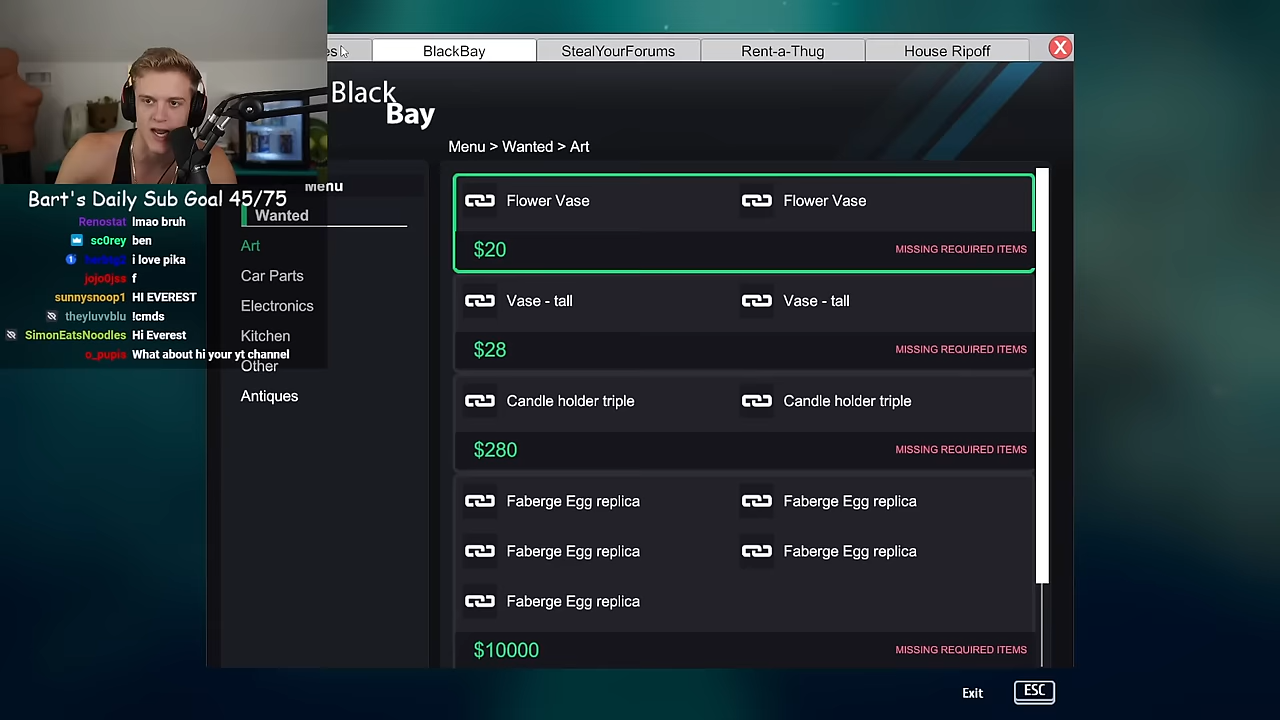 es
BlackBay
StealYourForums
Rent-a-Thug
House Ripoff
X
Black
Bay
Menu > Wanted > Art
Menu
Wanted
Art
Car Parts
Electronics
Kitchen
Other
Antiques
Bart's Daily Sub Goal 45/75
Renostat lmao bruh
sc0rey ben
i love pika
jojo0jss f
sunnysnoop1 HI EVEREST
theyluvvblu !cmds
SimonEatsNoodles Hi Everest
o_pupis What about hi your yt channel
Flower Vase Flower Vase
$20 MISSING REQUIRED ITEMS
Vase - tall Vase - tall
$28 MISSING REQUIRED ITEMS
Candle holder triple Candle holder triple
$280 MISSING REQUIRED ITEMS
Faberge Egg replica Faberge Egg replica
Faberge Egg replica Faberge Egg replica
Faberge Egg replica
$10000 MISSING REQUIRED ITEMS
Exit ESC